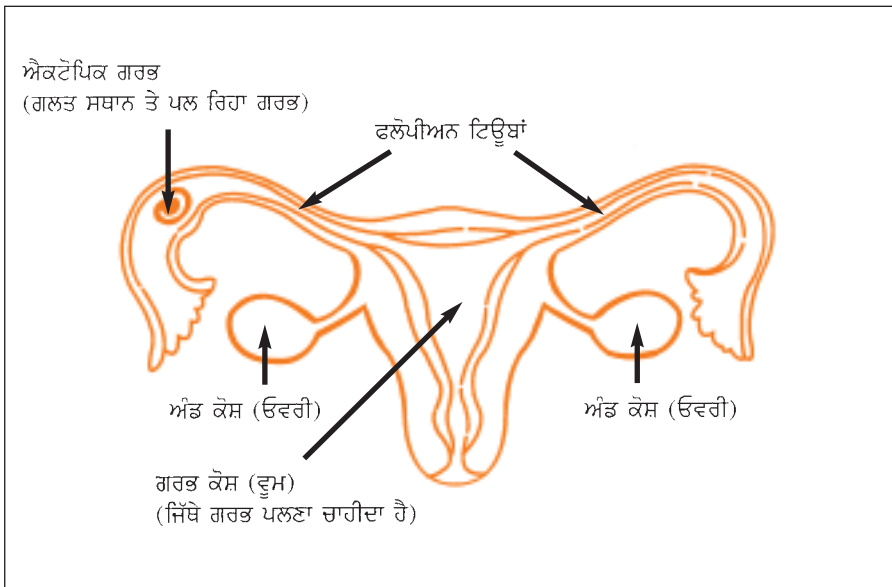 ਐਕਟੋਪਿਕ ਗਰਭ
(ਗਲਤ ਸਥਾਨ ਤੇ ਪਲ ਰਿਹਾ ਗਰਭ)
ਫਲੋਪੀਅਨ ਟਿਊਬਾਂ
ਅੰਡ ਕੋਸ਼ (ਓਵਰੀ)
ਅੰਡ ਕੋਸ਼ (ਓਵਰੀ)
ਗਰਭ ਕੋਸ਼ (ਵੂਮ)
(ਜਿੱਥੇ ਗਰਭ ਪਲਣਾ ਚਾਹੀਦਾ ਹੈ)